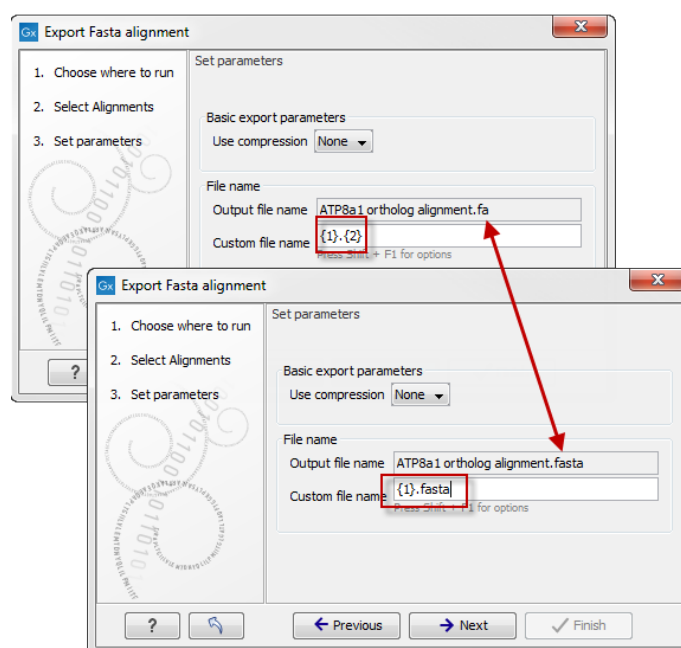 Gx Export Fasta alignment
1. Choose where to run
2. Select Alignments
3. Set parameters
Set parameters
Basic export parameters
Use compression None
File name
Output file name ATP8a1 ortholog alignment.fa
Custom file name {1}.{2}
Press Shift + F1 for options
?
Gx Export Fasta alignment
1. Choose where to run
2. Select Alignments
3. Set parameters
Set parameters
Basic export parameters
Use compression None
File name
Output file name ATP8a1 ortholog alignment.fasta
Custom file name {1}.fasta
Press Shift + F1 for options
? Previous Next Finish